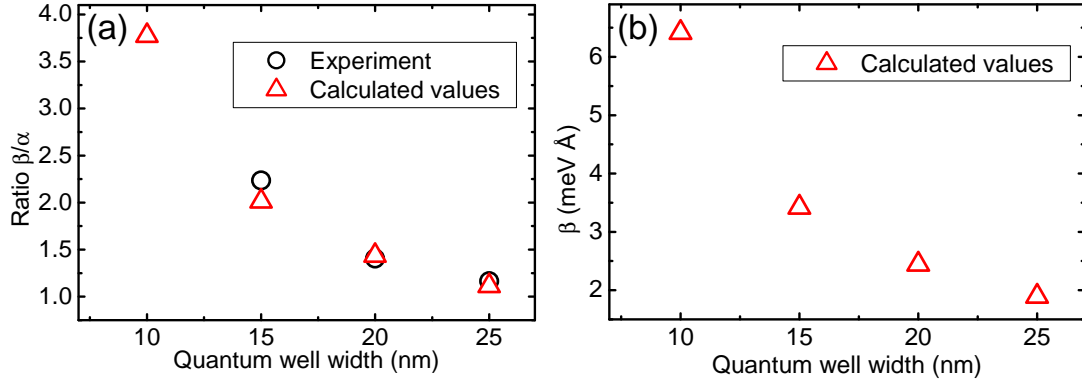 (a)
Experiment
Calculated values
4.0
3.5
3.0
2.5
2.0
1.5
1.0
Ratio β/α
10 15 20 25
Quantum well width (nm)
(b)
Calculated values
6
5
4
3
2
β (meV Å)
10 15 20 25
Quantum well width (nm)